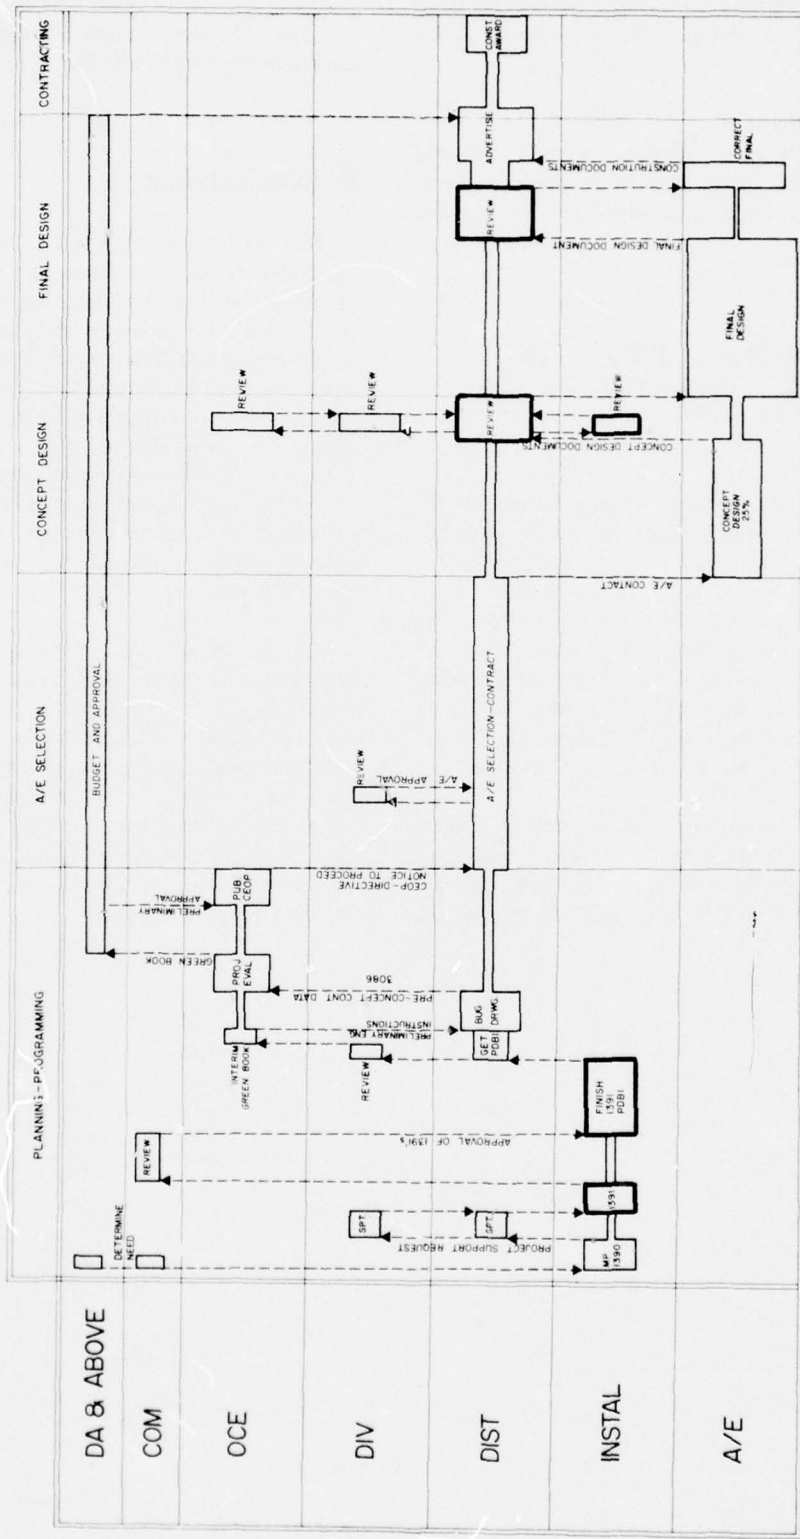 PLANNING-PROGRAMMING
A/E SELECTION
CONCEPT DESIGN
FINAL DESIGN
CONTRACTING
DA & ABOVE
DETERMINE
NEED
BUDGET AND APPROVAL
COM
REVIEW
OCE
INTERIM
GREEN BOOK
PROJ
EVAL
GREEN BOOK
PRELIMINARY
APPROVAL
PUB
CEOP
REVIEW
DIV
SPT
REVIEW
PRELIMINARY ENG
INSTRUCTIONS
PRE-CONCEPT CONT DATA
3086
CEOP-DIRECTIVE
NOTICE TO PROCEED
REVIEW
A/E APPROVAL
REVIEW
DIST
SPT
GET
PDBI
BUG
DRWG.
A/E SELECTION-CONTRACT
REVIEW
REVIEW
ADVERTISE
CONST
AWARD
INSTAL
PROJECT SUPPORT REQUEST
MP
1390
1391
APPROVAL OF 1391's
FINISH
1391
PDBI
A/E CONTACT
CONCEPT DESIGN DOCUMENTS
REVIEW
FINAL DESIGN DOCUMENT
CONSTRUTION DOCUMENTS
A/E
CONCEPT
DESIGN
25%
FINAL
DESIGN
CORRECT
FINAL